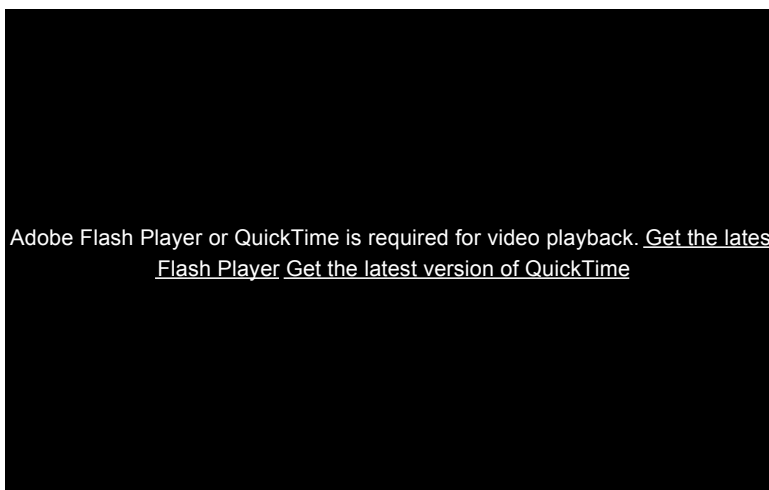 Adobe Flash Player or QuickTime is required for video playback. Get the lates
Flash Player Get the latest version of QuickTime